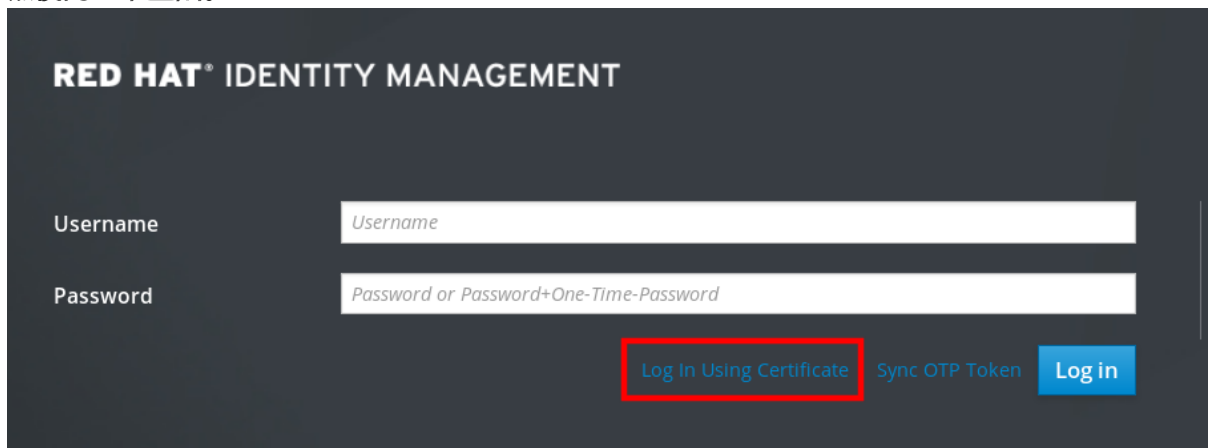 RED HAT® IDENTITY MANAGEMENT
Username Username
Password Password or Password+One-Time-Password
Log In Using Certificate Sync OTP Token Log in